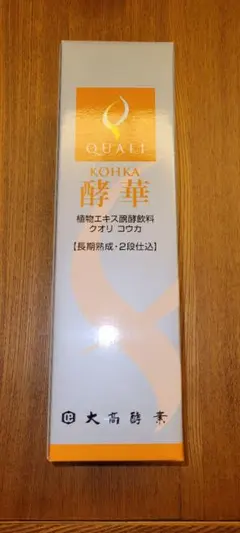 QUALI
KOHKA
酵華
植物エキス醗酵飲料
クオリ コウカ
【長期熟成・2段仕込】
大高酵素